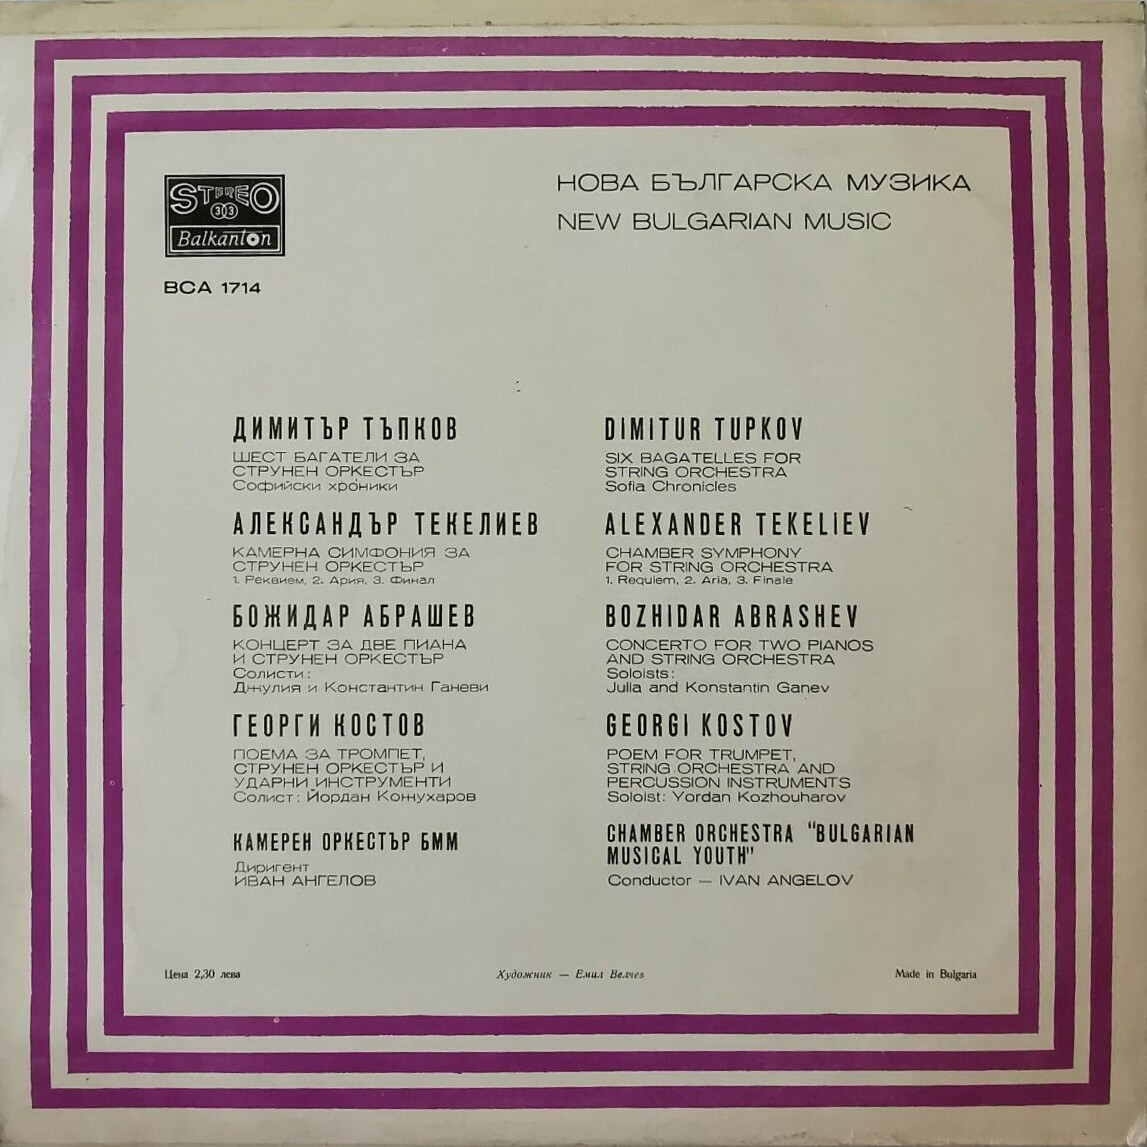 STEREO
33
Balkanton
ВСА 1714
НОВА БЪЛГАРСКА МУЗИКА
NEW BULGARIAN MUSIC
ДИМИТЪР ТЪПКОВ
ШЕСТ БАГАТЕЛИ ЗА
СТРУНЕН ОРКЕСТЪР
Софийски хроники
АЛЕКСАНДЪР ТЕКЕЛИЕВ
КАМЕРНА СИМФОНИЯ ЗА
СТРУНЕН ОРКЕСТЪР
1. Реквием, 2. Ария, 3. Финал
БОЖИДАР АБРАШЕВ
КОНЦЕРТ ЗА ДВЕ ПИАНА
И СТРУНЕН ОРКЕСТЪР
Солисти:
Джулия и Константин Ганеви
ГЕОРГИ КОСТОВ
ПОЕМА ЗА ТРОМПЕТ,
СТРУНЕН ОРКЕСТЪР И
УДАРНИ ИНСТРУМЕНТИ
Солист: Йордан Кожухаров
КАМЕРЕН ОРКЕСТЪР БММ
Диригент
ИВАН АНГЕЛОВ
DIMITUR TUPKOV
SIX BAGATELLES FOR
STRING ORCHESTRA
Sofia Chronicles
ALEXANDER TEKELIEV
CHAMBER SYMPHONY
FOR STRING ORCHESTRA
1. Requiem, 2. Aria, 3. Finale
BOZHIDAR ABRASHEV
CONCERTO FOR TWO PIANOS
AND STRING ORCHESTRA
Soloists:
Julia and Konstantin Ganev
GEORGI KOSTOV
POEM FOR TRUMPET,
STRING ORCHESTRA AND
PERCUSSION INSTRUMENTS
Soloist: Yordan Kozhouharov
CHAMBER ORCHESTRA "BULGARIAN
MUSICAL YOUTH"
Conductor — IVAN ANGELOV
Цена 2,30 лева
Художник — Емил Велчев
Made in Bulgaria